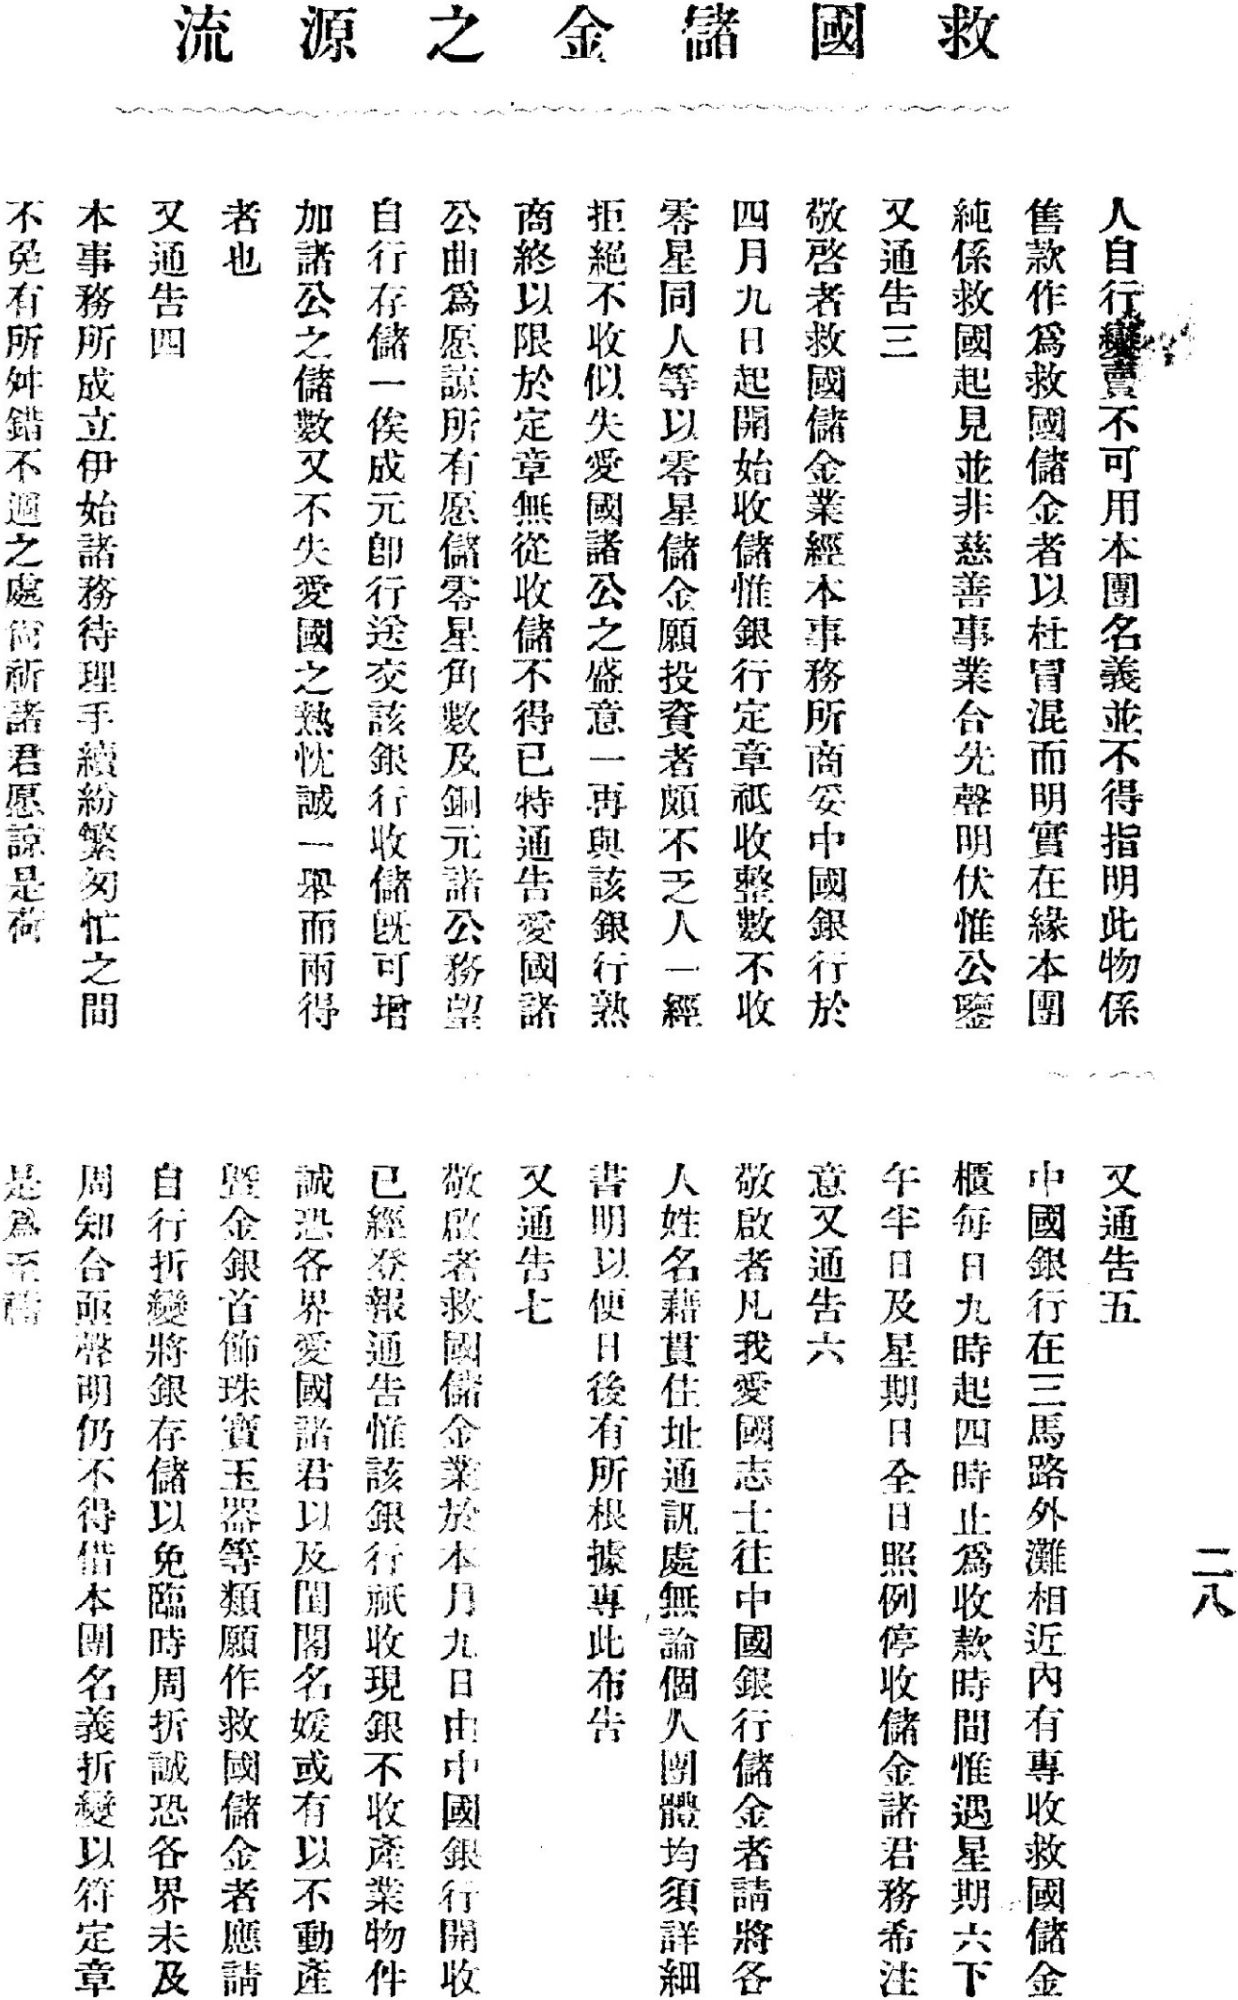 救國儲金之源流
人自行變賣不可用本團名義並不得指明此物係
售款作爲救國儲金者以杜冒混而明實在緣本團
純係救國起見並非慈善事業合先聲明伏惟公鑒
又通告三
敬啓者救國儲金業經本事務所商妥中國銀行於
四月九日起開始收儲惟銀行定章祗收整數不收
零星同人等以零星儲金願投資者頗不乏人一經
拒絕不收似失愛國諸公之盛意一再與該銀行熟
商終以限於定章無從收儲不得已特通告愛國諸
公曲爲愿諒所有愿儲零星角數及銅元諸公務望
自行存儲一俟成元卽行送交該銀行收儲旣可增
加諸公之儲數又不失愛國之熱忱誠一舉而兩得
者也
又通告四
本事務所成立伊始諸務待理手續紛繁匆忙之間
不免有所舛錯不週之處尙祈諸君愿諒是荷
又通告五
中國銀行在三馬路外灘相近內有專收救國儲金
櫃每日九時起四時止爲收款時間惟遇星期六下
午半日及星期日全日照例停收儲金諸君務希注
意又通告六
敬啟者凡我愛國志士往中國銀行儲金者請將各
人姓名藉貫住址通訊處無論個人團體均須詳細
書明以便日後有所根據專此布告
又通告七
敬啟者救國儲金業於本月九日由中國銀行開收
已經登報通告惟該銀行祇收現銀不收產業物件
誠恐各界愛國諸君以及閨閣名媛或有以不動產
曁金銀首飾珠寶玉器等類願作救國儲金者應請
自行折變將銀存儲以免臨時周折誠恐各界未及
周知合亟聲明仍不得借本團名義折變以符定章
是爲至禱
二八